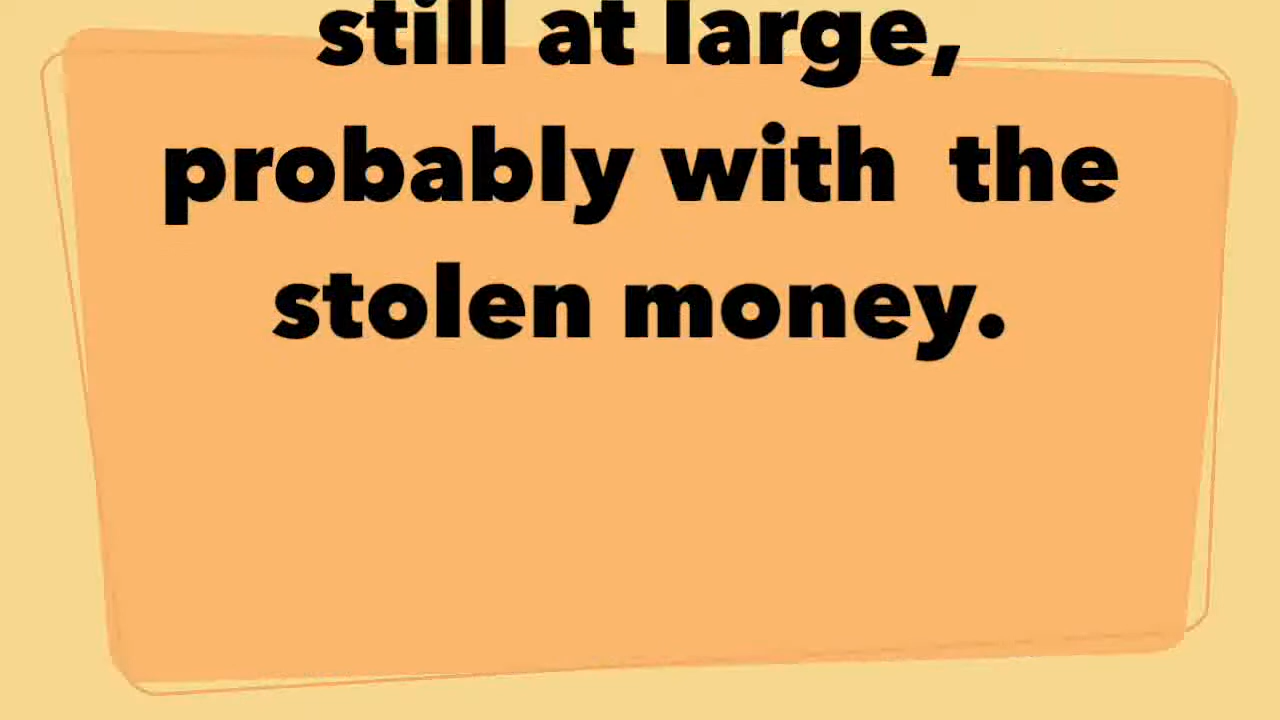 still at large,
probably with  the
stolen money.